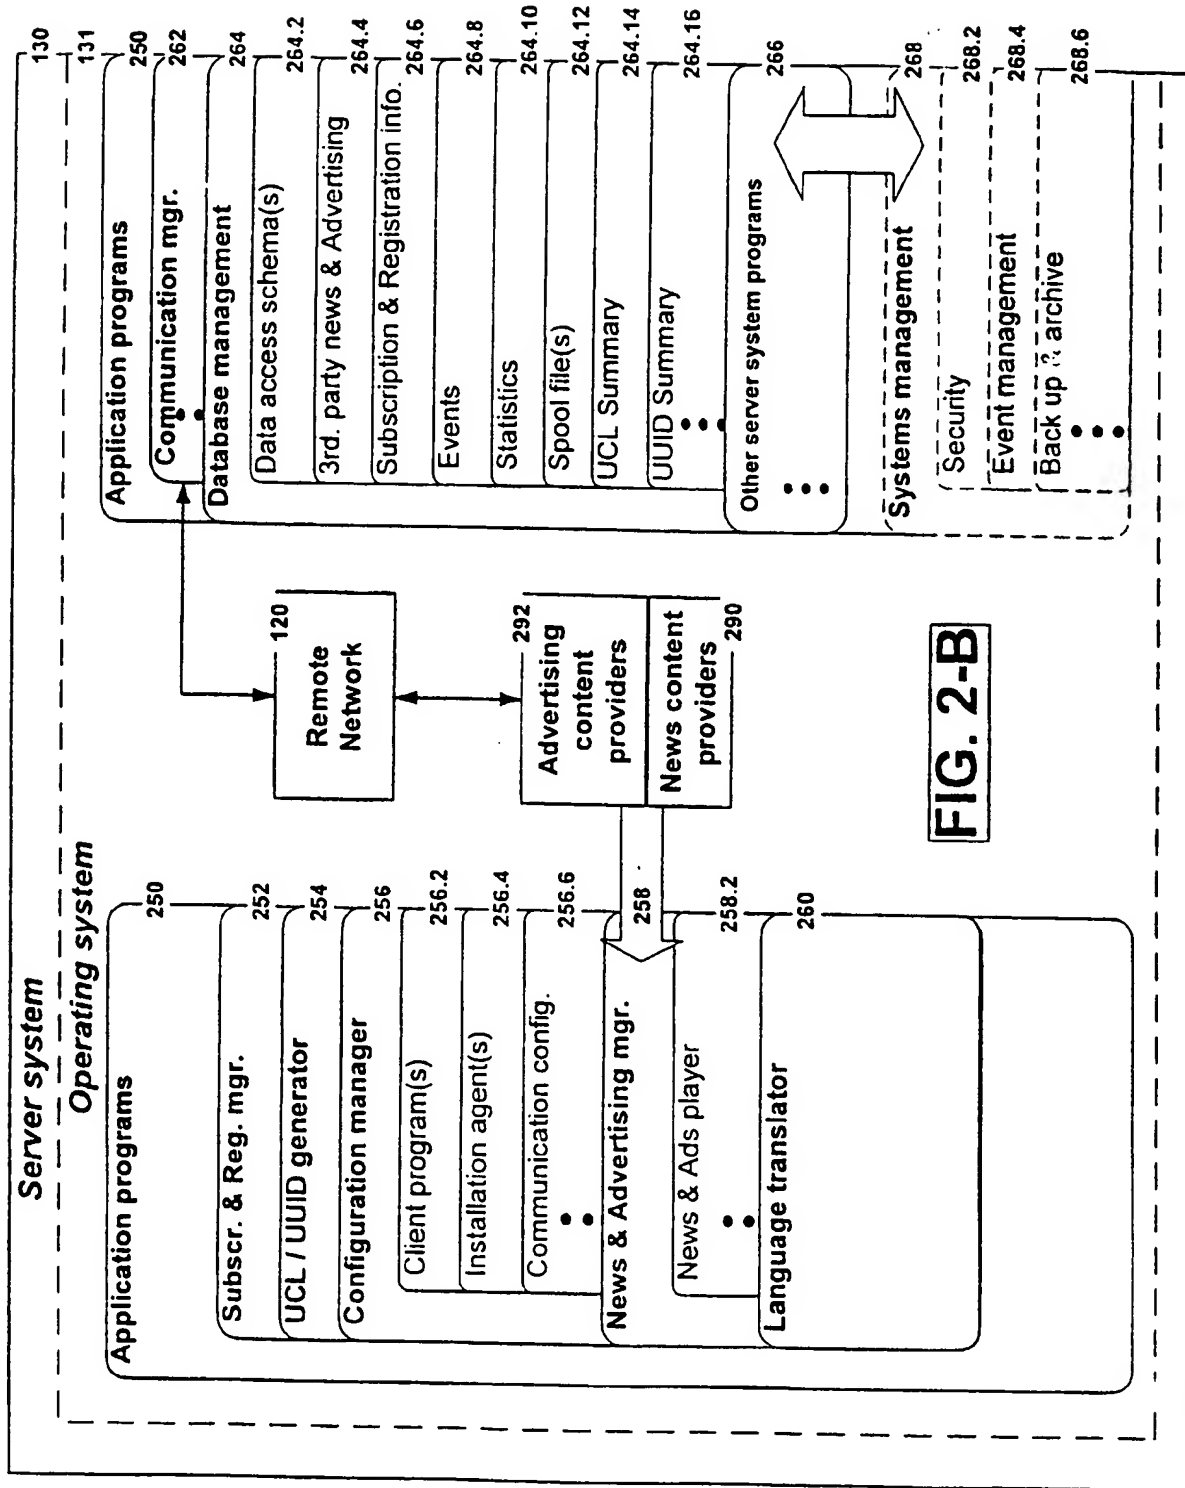 Server system
130
Operating system
131
Application programs
250
Subscr. & Reg. mgr.
252
UCL / UUID generator
254
Configuration manager
256
Client program(s)
256.2
Installation agent(s)
256.4
Communication config.
256.6
News & Advertising mgr.
258
News & Ads player
258.2
Language translator
260
Remote
Network
120
Advertising
content
providers
292
News content
providers
290
Application programs
250
Communication mgr.
262
Database management
264
Data access schema(s)
264.2
3rd. party news & Advertising
264.4
Subscription & Registration info.
264.6
Events
264.8
Statistics
264.10
Spool file(s)
264.12
UCL Summary
264.14
UUID Summary
264.16
Other server system programs
266
Systems management
268
Security
268.2
Event management
268.4
Back up & archive
268.6
FIG. 2-B